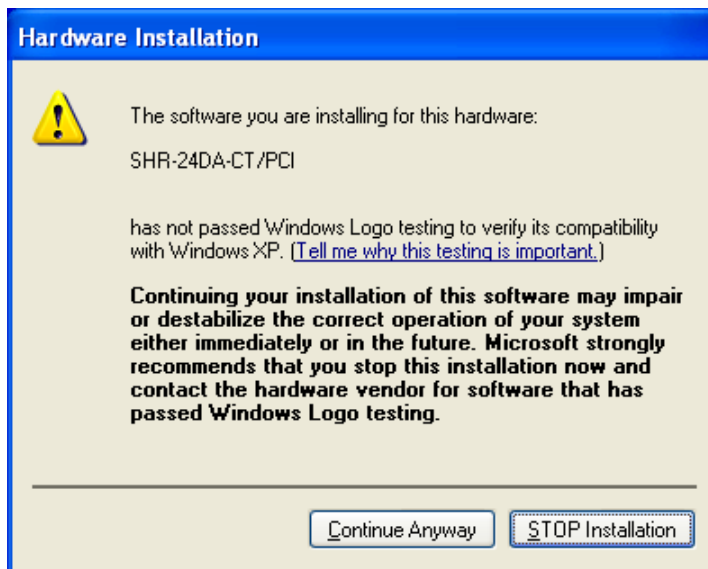 Hardware Installation
The software you are installing for this hardware:
SHR-24DA-CT/PCI
has not passed Windows Logo testing to verify its compatibility
with Windows XP. (Tell me why this testing is important.)
Continuing your installation of this software may impair
or destabilize the correct operation of your system
either immediately or in the future. Microsoft strongly
recommends that you stop this installation now and
contact the hardware vendor for software that has
passed Windows Logo testing.
Continue Anyway
STOP Installation